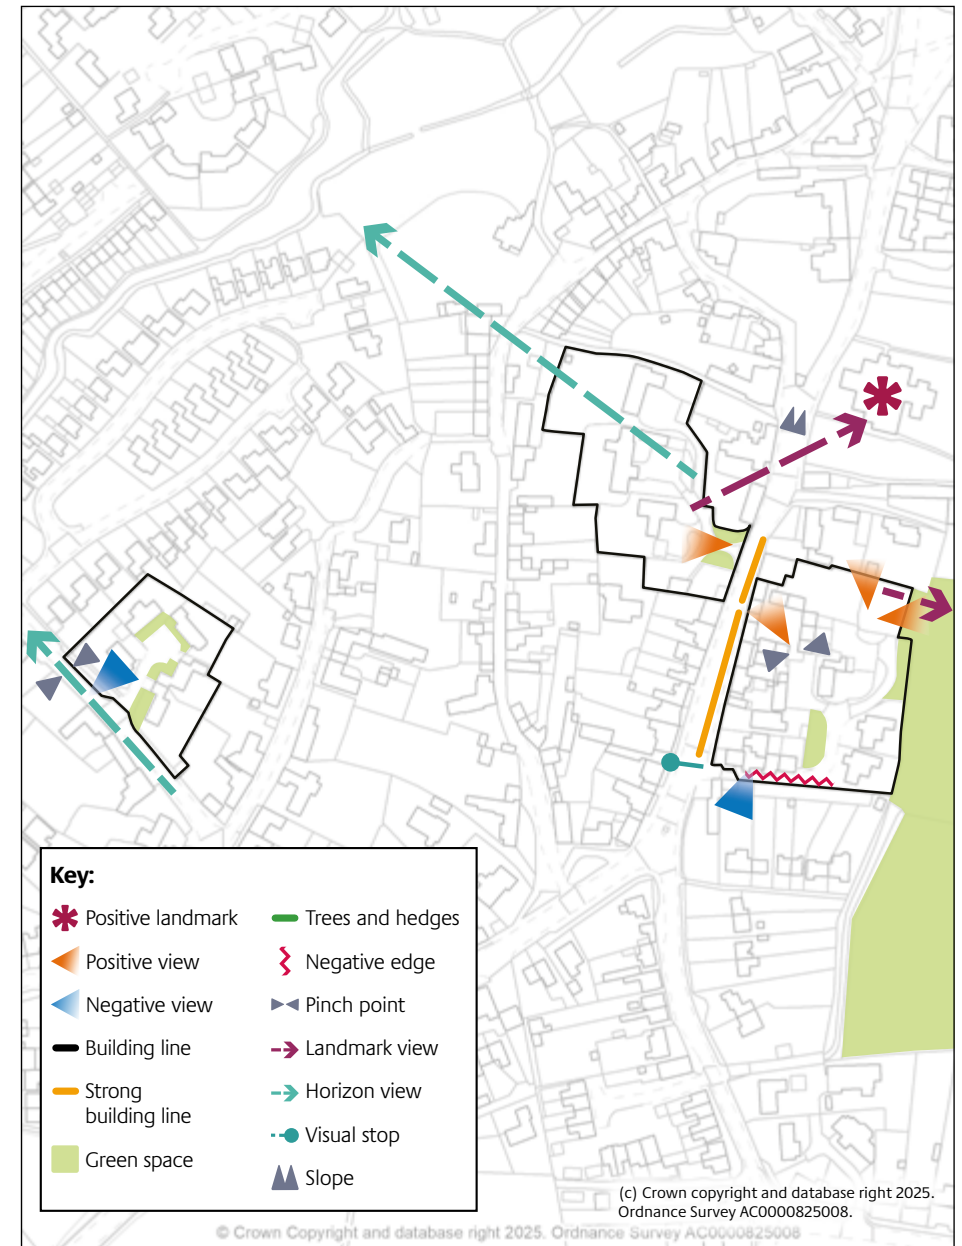 Key:
Positive landmark
Positive view
Negative view
Building line
Strong
building line
Green space
Trees and hedges
Negative edge
Pinch point
Landmark view
Horizon view
Visual stop
Slope
(c) Crown copyright and database right 2025.
Ordnance Survey AC0000825008.
© Crown Copyright and database right 2025. Ordnance Survey AC0000825008